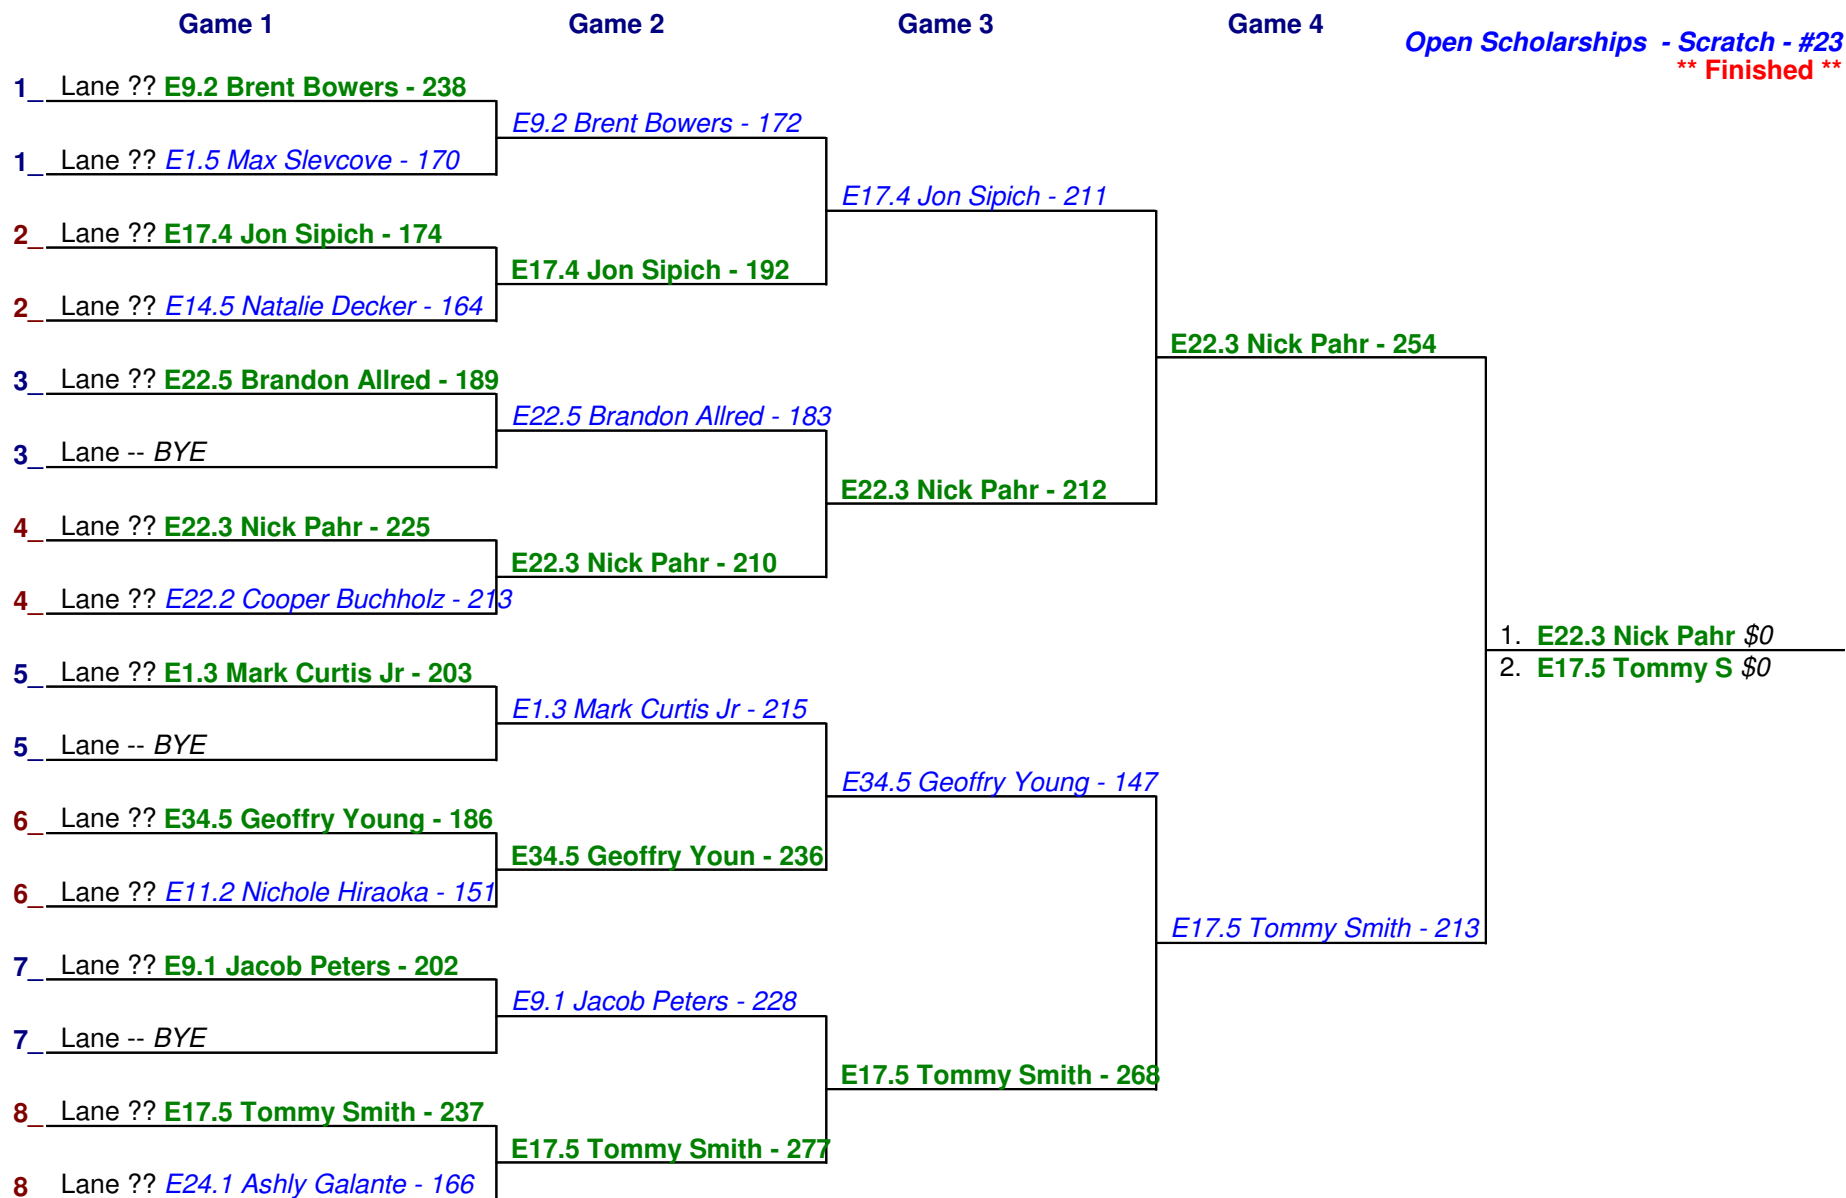 Game 1 Game 2 Game 3 Game 4
Open Scholarships - Scratch - #23
** Finished **
1_ Lane ?? E9.2 Brent Bowers - 238
E9.2 Brent Bowers - 172
1_ Lane ?? E1.5 Max Slevcove - 170
E17.4 Jon Sipich - 211
2_ Lane ?? E17.4 Jon Sipich - 174
E17.4 Jon Sipich - 192
2_ Lane ?? E14.5 Natalie Decker - 164
E22.3 Nick Pahr - 254
3_ Lane ?? E22.5 Brandon Allred - 189
E22.5 Brandon Allred - 183
3_ Lane -- BYE
E22.3 Nick Pahr - 212
4_ Lane ?? E22.3 Nick Pahr - 225
E22.3 Nick Pahr - 210
4_ Lane ?? E22.2 Cooper Buchholz - 213
1. E22.3 Nick Pahr $0
2. E17.5 Tommy S $0
5_ Lane ?? E1.3 Mark Curtis Jr - 203
E1.3 Mark Curtis Jr - 215
5_ Lane -- BYE
E34.5 Geoffry Young - 147
6_ Lane ?? E34.5 Geoffry Young - 186
E34.5 Geoffry Youn - 236
6_ Lane ?? E11.2 Nichole Hiraoka - 151
E17.5 Tommy Smith - 213
7_ Lane ?? E9.1 Jacob Peters - 202
E9.1 Jacob Peters - 228
7_ Lane -- BYE
E17.5 Tommy Smith - 268
8_ Lane ?? E17.5 Tommy Smith - 237
E17.5 Tommy Smith - 277
8 Lane ?? E24.1 Ashly Galante - 166